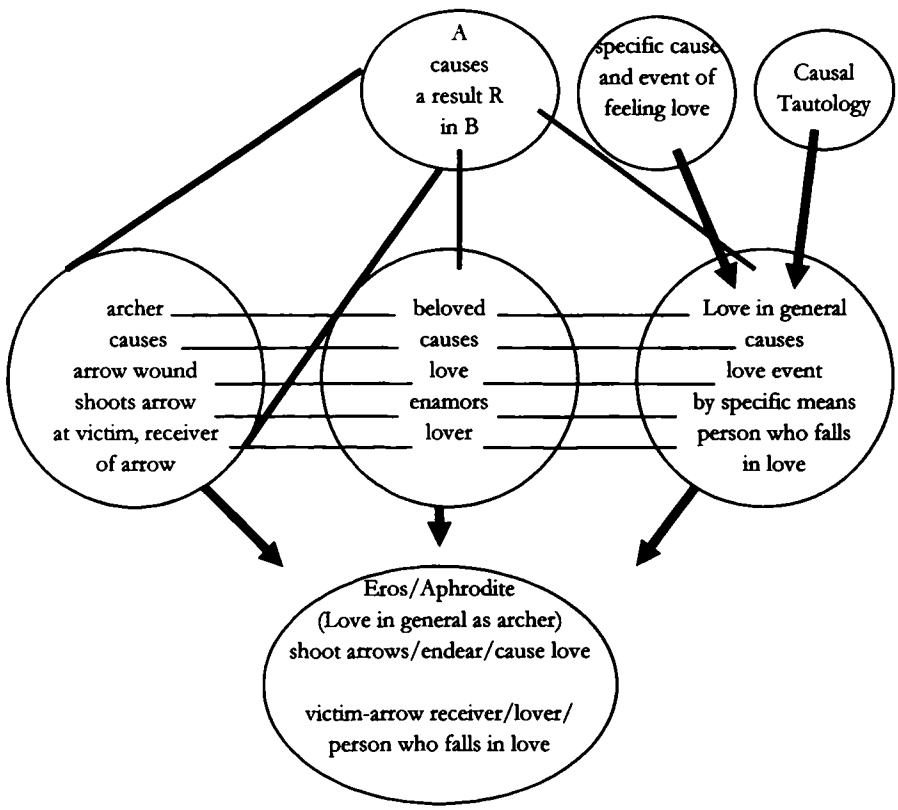 A
causes
a result R
in B
specific cause
and event of
feeling love
Causal
Tautology
archer
causes
arrow wound
shoots arrow
at victim, receiver
of arrow
beloved
causes
love
enamors
lover
Love in general
causes
love event
by specific means
person who falls
in love
Eros/Aphrodite
(Love in general as archer)
shoot arrows/endear/cause love
victim-arrow receiver/lover/
person who falls in love